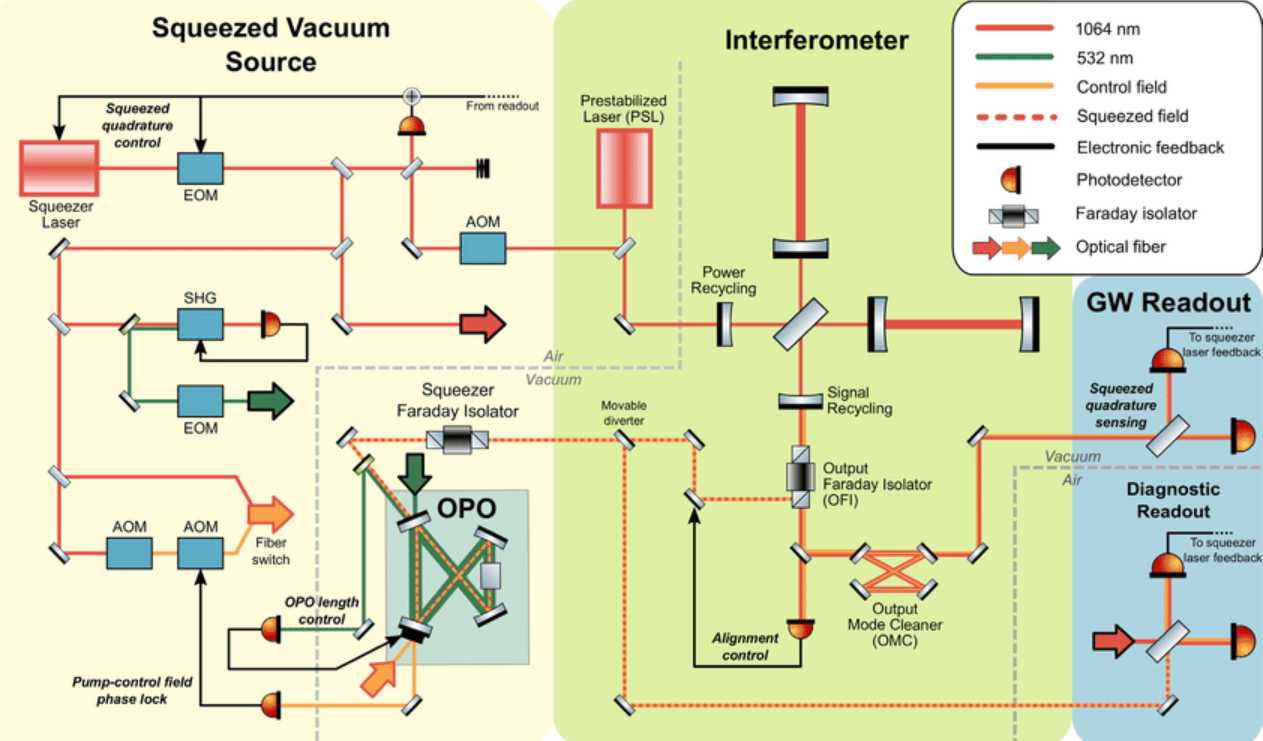 Squeezed Vacuum
Source
Squeezed
quadrature
control
From readout
Squeezer
Laser
EOM
AOM
SHG
EOM
Air
Vacuum
Squeezer
Faraday Isolator
AOM
AOM
Fiber
switch
OPO
OPO length
control
Pump-control field
phase lock
Interferometer
Prestabilized
Laser (PSL)
Power
Recycling
Signal
Recycling
Movable
diverter
Output
Faraday Isolator
(OFI)
Output
Mode Cleaner
(OMC)
Alignment
control
1064 nm
532 nm
Control field
Squeezed field
Electronic feedback
Photodetector
Faraday isolator
Optical fiber
GW Readout
To squeezer
laser feedback
Squeezed
quadrature
sensing
Vacuum
Air
Diagnostic
Readout
To squeezer
laser feedback